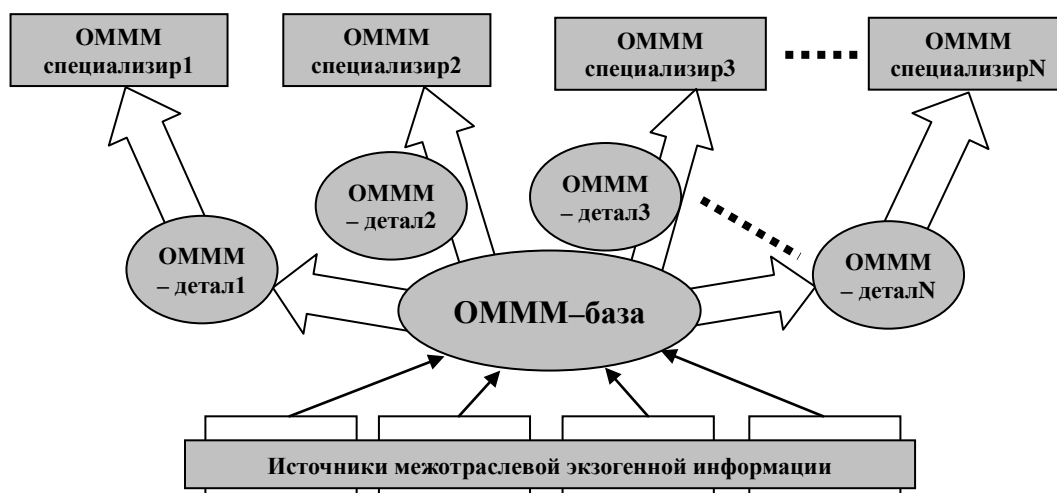 ОМММ
специализир1
ОМММ
специализир2
ОМММ
специализир3
ОМММ
специализирN
ОМММ
– детал2
ОМММ
– детал3
ОМММ
– детал1
ОМММ
– деталN
ОМММ–база
Источники межотраслевой экзогенной информации